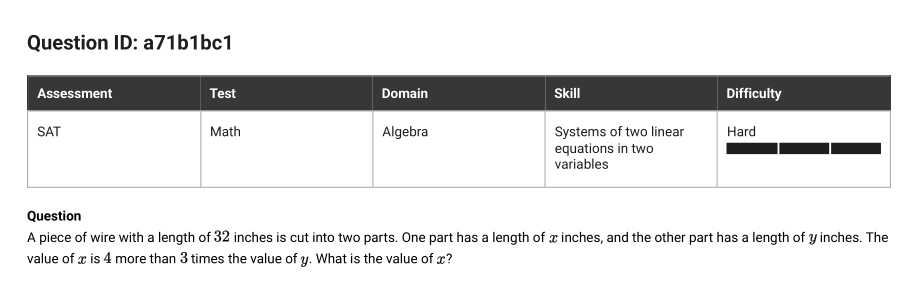 Question ID: a71b1bc1
Assessment Test Domain Skill Difficulty
SAT Math Algebra Systems of two linear equations in two variables Hard
Question
A piece of wire with a length of 32 inches is cut into two parts. One part has a length of x inches, and the other part has a length of y inches. The
value of x is 4 more than 3 times the value of y. What is the value of x?